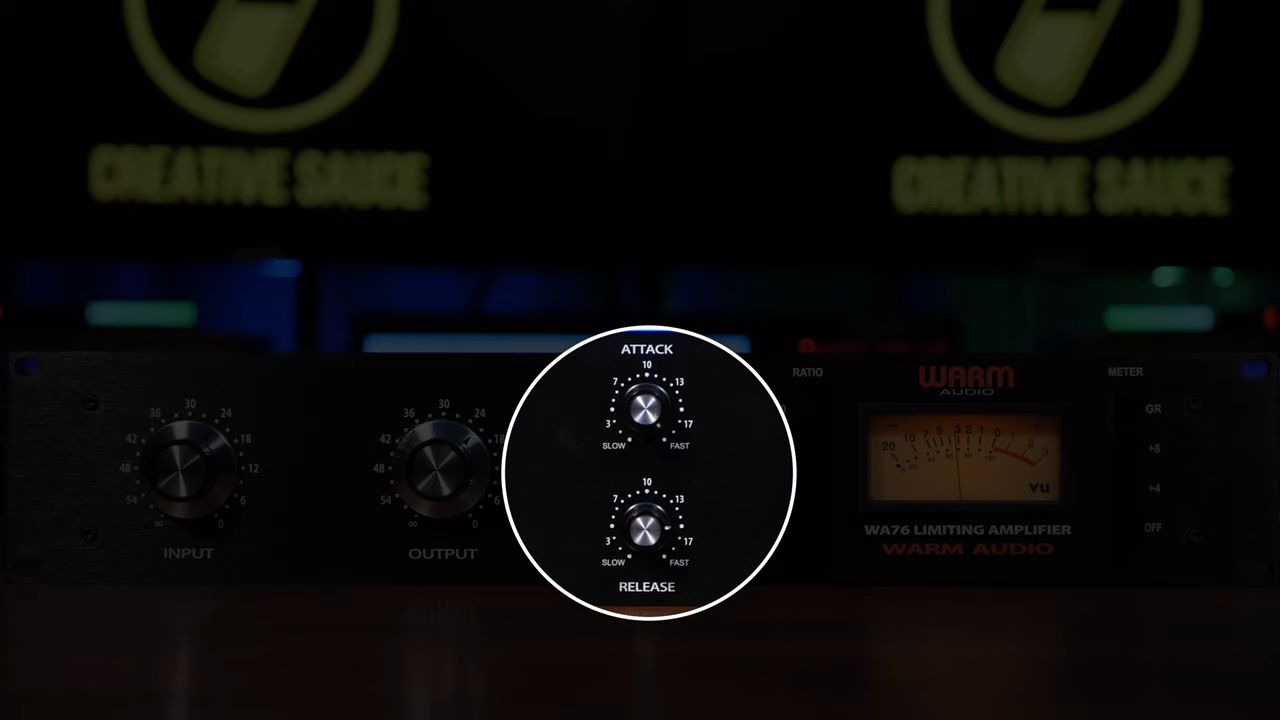 CREATIVE SAUCE
CREATIVE SAUCE
INPUT
∞ 54 48 42 36 30 24 18 12 6 0
OUTPUT
∞ 54 48 42 36 30 24 18 6 0
ATTACK
SLOW 3 7 10 13 17 FAST
SLOW 3 7 10 13 17 FAST
RELEASE
RATIO
WARM
AUDIO
20 10 7 5 3 2 1 0 1 2 3
vu
WA76 LIMITING AMPLIFIER
WARM AUDIO
METER
GR
+8
+4
OFF